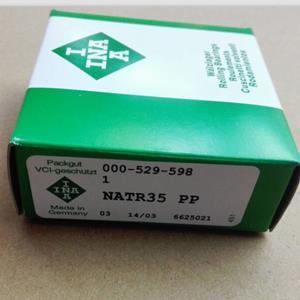 I
INA
A
Wälzlager
Rolling Bearings
Roulements
Cuscinetti volventi
Rodamientos
Packgut
VCI-geschützt
000-529-598
1
I
INA
A
NATR35 PP
Made in
Germany
03 14/03 6625021